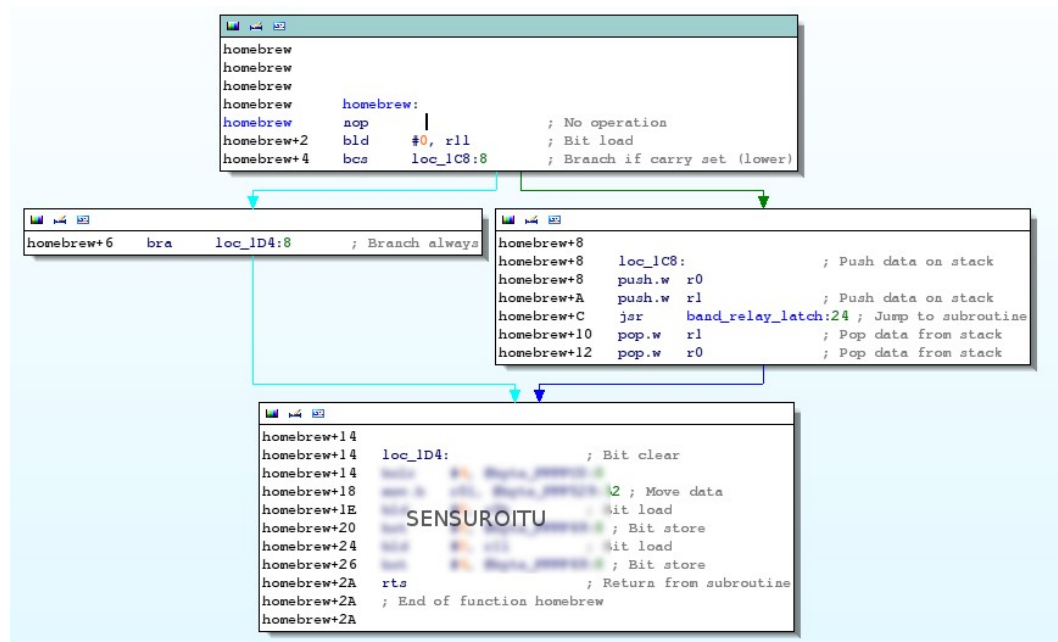 homebrew
homebrew
homebrew
homebrew homebrew:
homebrew nop ; No operation
homebrew+2 bld #0, r1l ; Bit load
homebrew+4 bcs loc_1C8:8 ; Branch if carry set (lower)
homebrew+6 bra loc_1D4:8 ; Branch always
homebrew+8
homebrew+8 loc_1C8: ; Push data on stack
homebrew+8 push.w r0
homebrew+A push.w r1 ; Push data on stack
homebrew+C jsr band_relay_latch:24 ; Jump to subroutine
homebrew+10 pop.w r1 ; Pop data from stack
homebrew+12 pop.w r0 ; Pop data from stack
homebrew+14
homebrew+14 loc_1D4: ; Bit clear
homebrew+14
homebrew+18 ; Move data
homebrew+1E Bit load
homebrew+20 ; Bit store
SENSUROITU
homebrew+24 Bit load
homebrew+26 ; Bit store
homebrew+2A rts ; Return from subroutine
homebrew+2A ; End of function homebrew
homebrew+2A